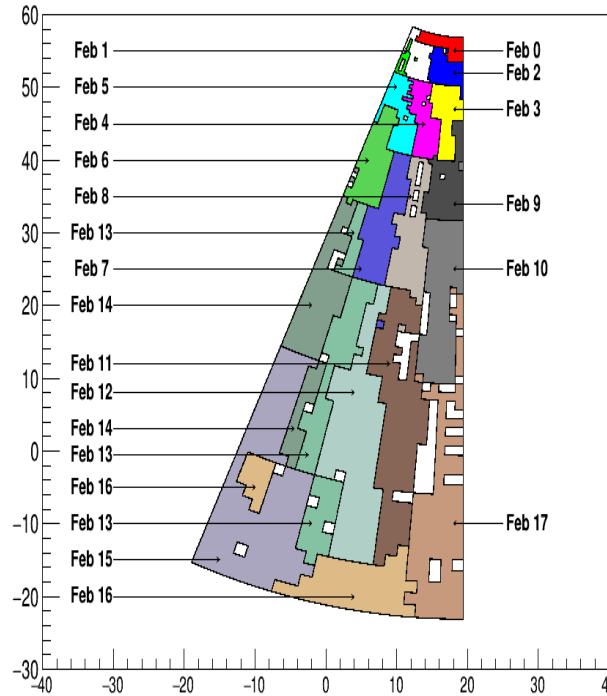 60
Feb 1
Feb 0
Feb 2
50
Feb 5
Feb 3
Feb 4
40
Feb 6
Feb 8
Feb 9
30
Feb 13
Feb 7
Feb 10
20
Feb 14
Feb 11
10
Feb 12
Feb 14
0
Feb 13
Feb 16
−10
Feb 13
Feb 17
Feb 15
−20
Feb 16
−30
−40 −30 −20 −10 0 10 20 30 40